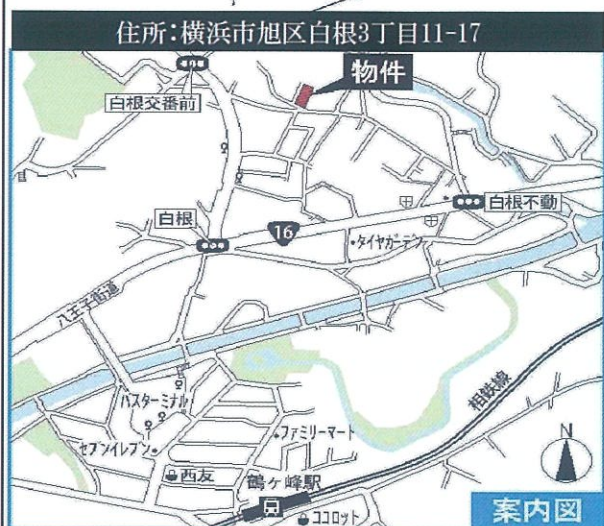 住所:横浜市旭区白根3丁目11-17
物件
白根交番前
白根
16
白根不動
・タイヤガーデン
八王子街道
バスターミナル
相鉄線
セブンイレブン・
・ファミリーマート
西友
鶴ヶ峰駅
ココロット
N
案内図